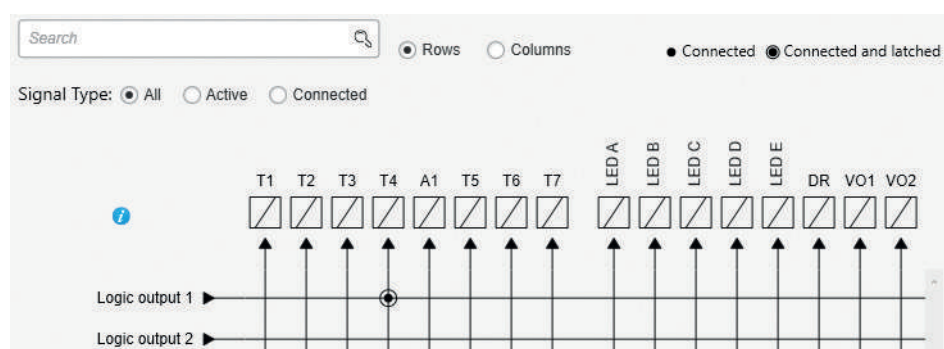 Search
Rows Columns Connected Connected and latched
Signal Type: All Active Connected
T1 T2 T3 T4 A1 T5 T6 T7 LED A LED B LED C LED D LED E DR VO1 VO2
i
Logic output 1
Logic output 2